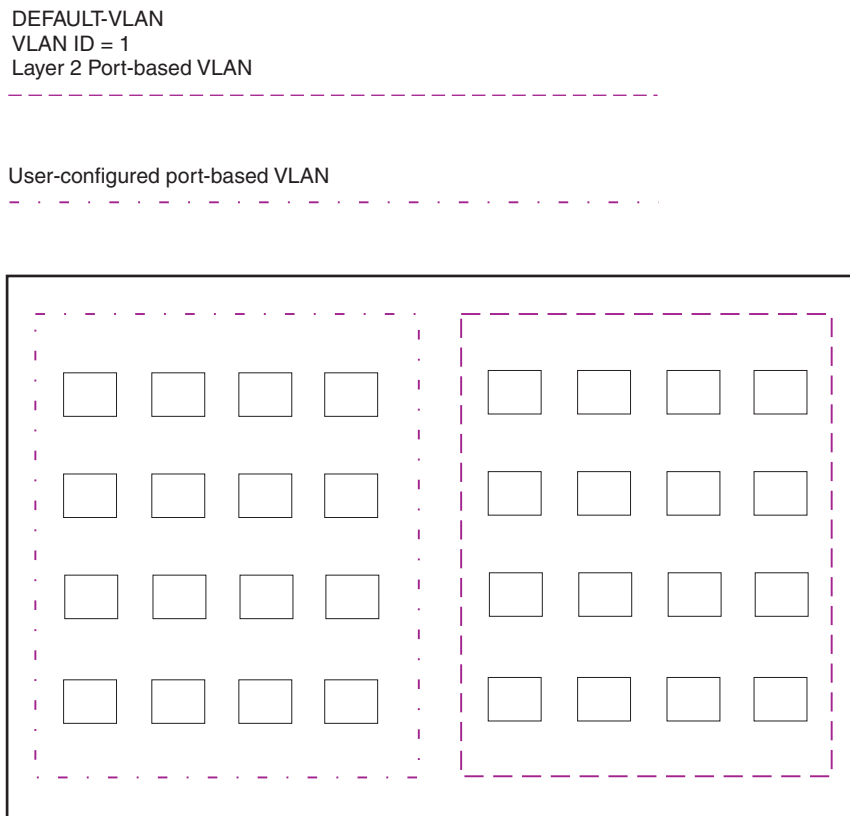 DEFAULT-VLAN
VLAN ID = 1
Layer 2 Port-based VLAN
User-configured port-based VLAN